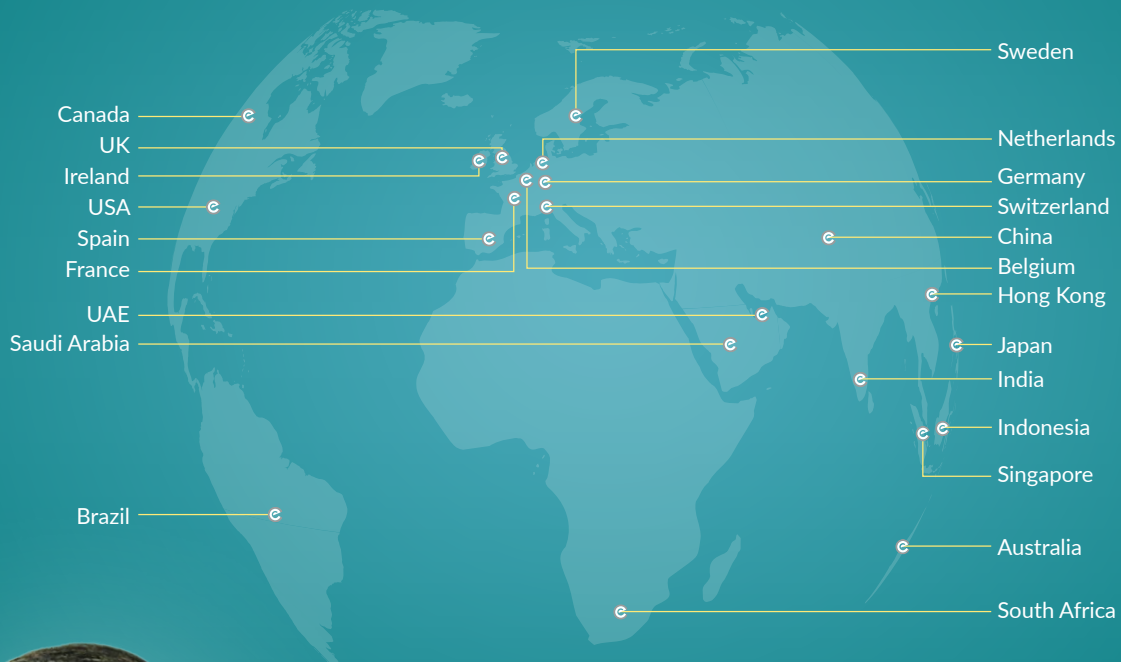 Canada
UK
Ireland
USA
Spain
France
UAE
Saudi Arabia
Brazil
Sweden
Netherlands
Germany
Switzerland
China
Belgium
Hong Kong
Japan
India
Indonesia
Singapore
Australia
South Africa